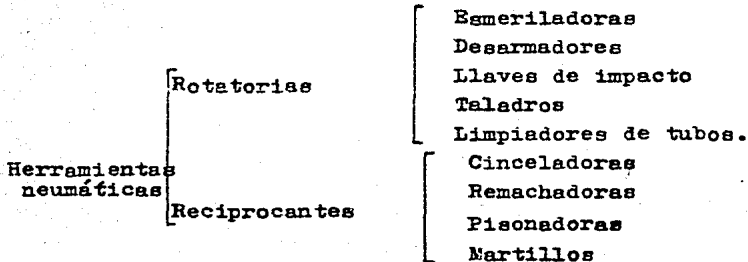 Esmeriladoras
Desarmadores
Rotatorias
Llaves de impacto
Taladros
Limpiadores de tubos.
Herramientas
neumáticas
Cinceladoras
Remachadoras
Reciprocantes
Pisonadoras
Martillos